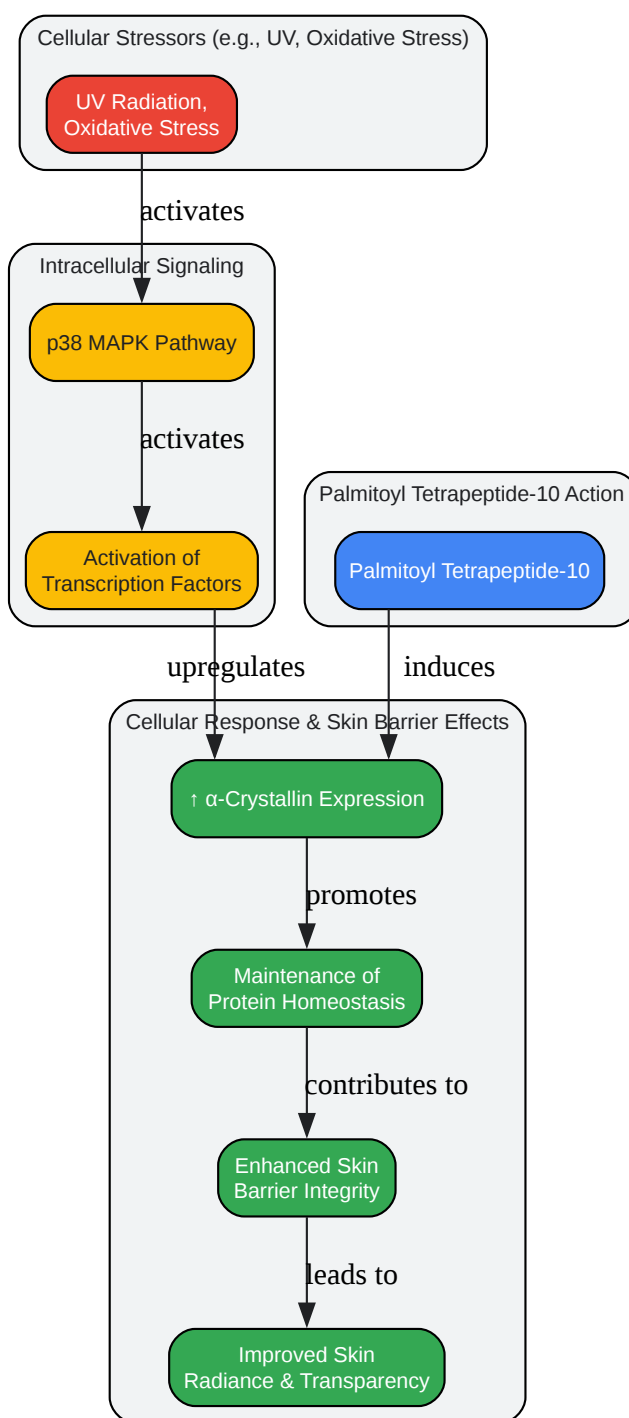 Cellular Stressors (e.g., UV, Oxidative Stress)
UV Radiation,
Oxidative Stress
activates
Intracellular Signaling
p38 MAPK Pathway
activates
Activation of
Transcription Factors
Palmitoyl Tetrapeptide-10 Action
Palmitoyl Tetrapeptide-10
upregulates
induces
Cellular Response & Skin Barrier Effects
↑ α-Crystallin Expression
promotes
Maintenance of
Protein Homeostasis
contributes to
Enhanced Skin
Barrier Integrity
leads to
Improved Skin
Radiance & Transparency